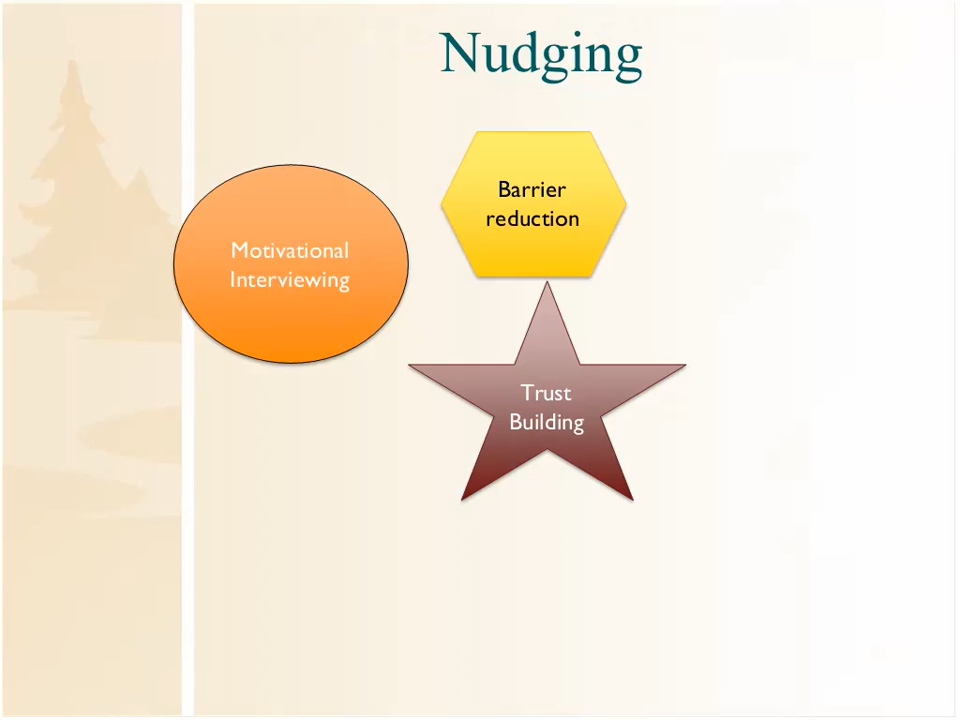 Nudging
Motivational
Interviewing
Barrier
reduction
Trust
Building